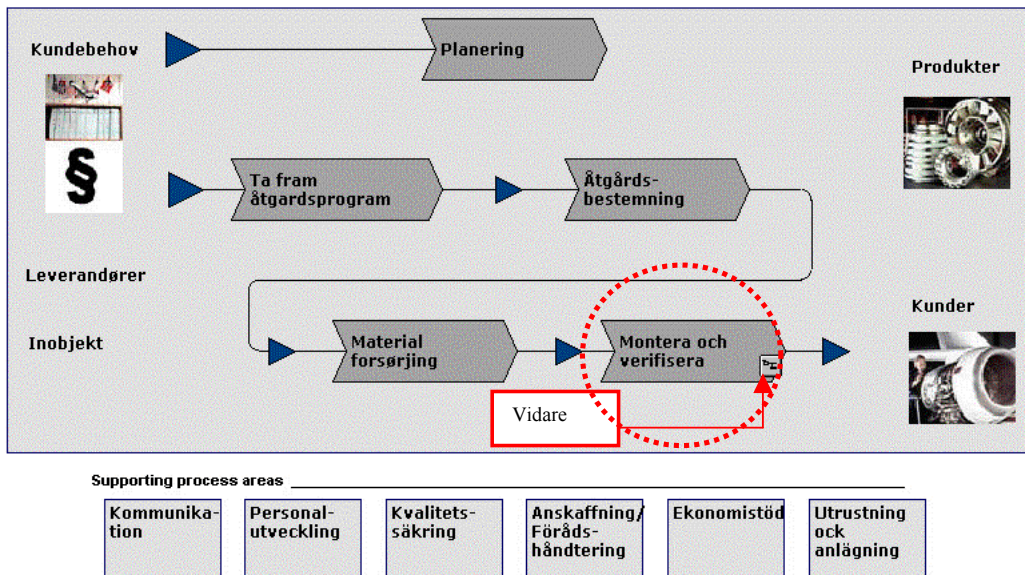 Kundebehov
Planering
Produkter
§
Ta fram
åtgardsprogram
Åtgårds-
bestemning
Leverandører
Kunder
Inobjekt
Material
forsørjing
Montera och
verifisera
Vidare
Supporting process areas
Kommunika-
tion
Personal-
utveckling
Kvalitets-
säkring
Anskaffning/
Föråds-
håndtering
Ekonomistöd
Utrustning
ock
anlägning